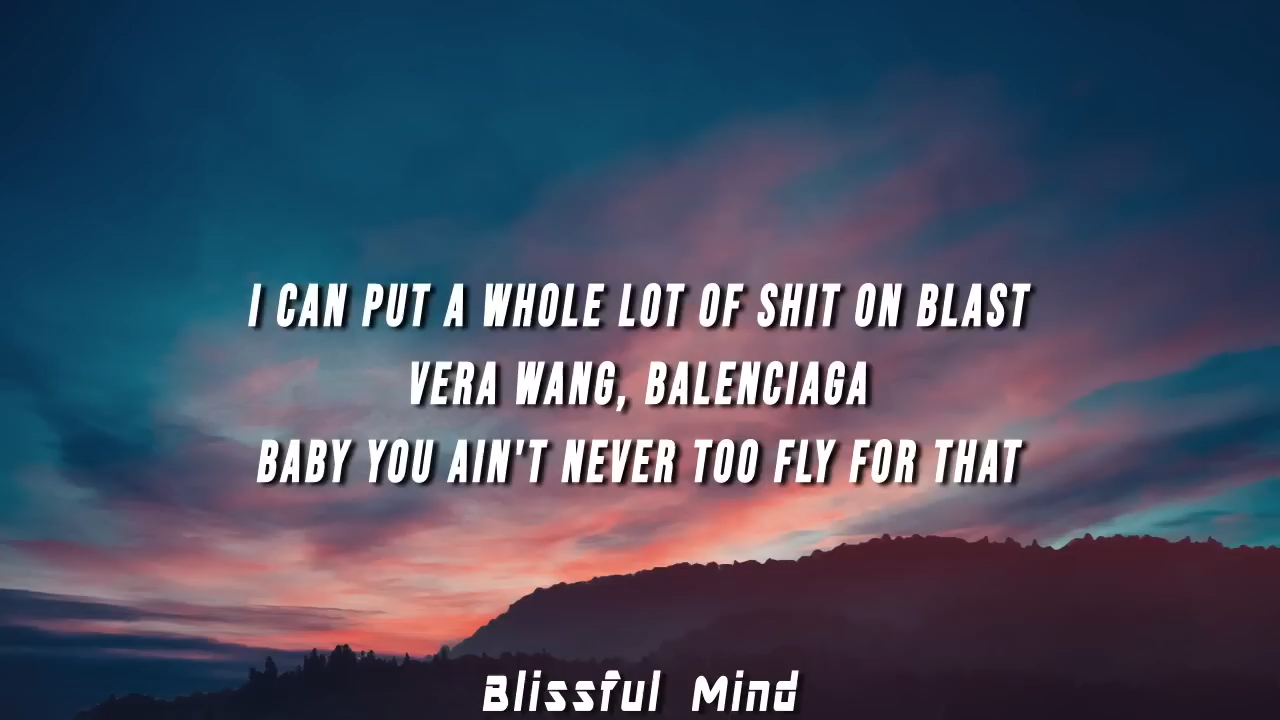 I CAN PUT A WHOLE LOT OF SHIT ON BLAST
VERA WANG, BALENCIAGA
BABY YOU AIN'T NEVER TOO FLY FOR THAT
Blissful Mind